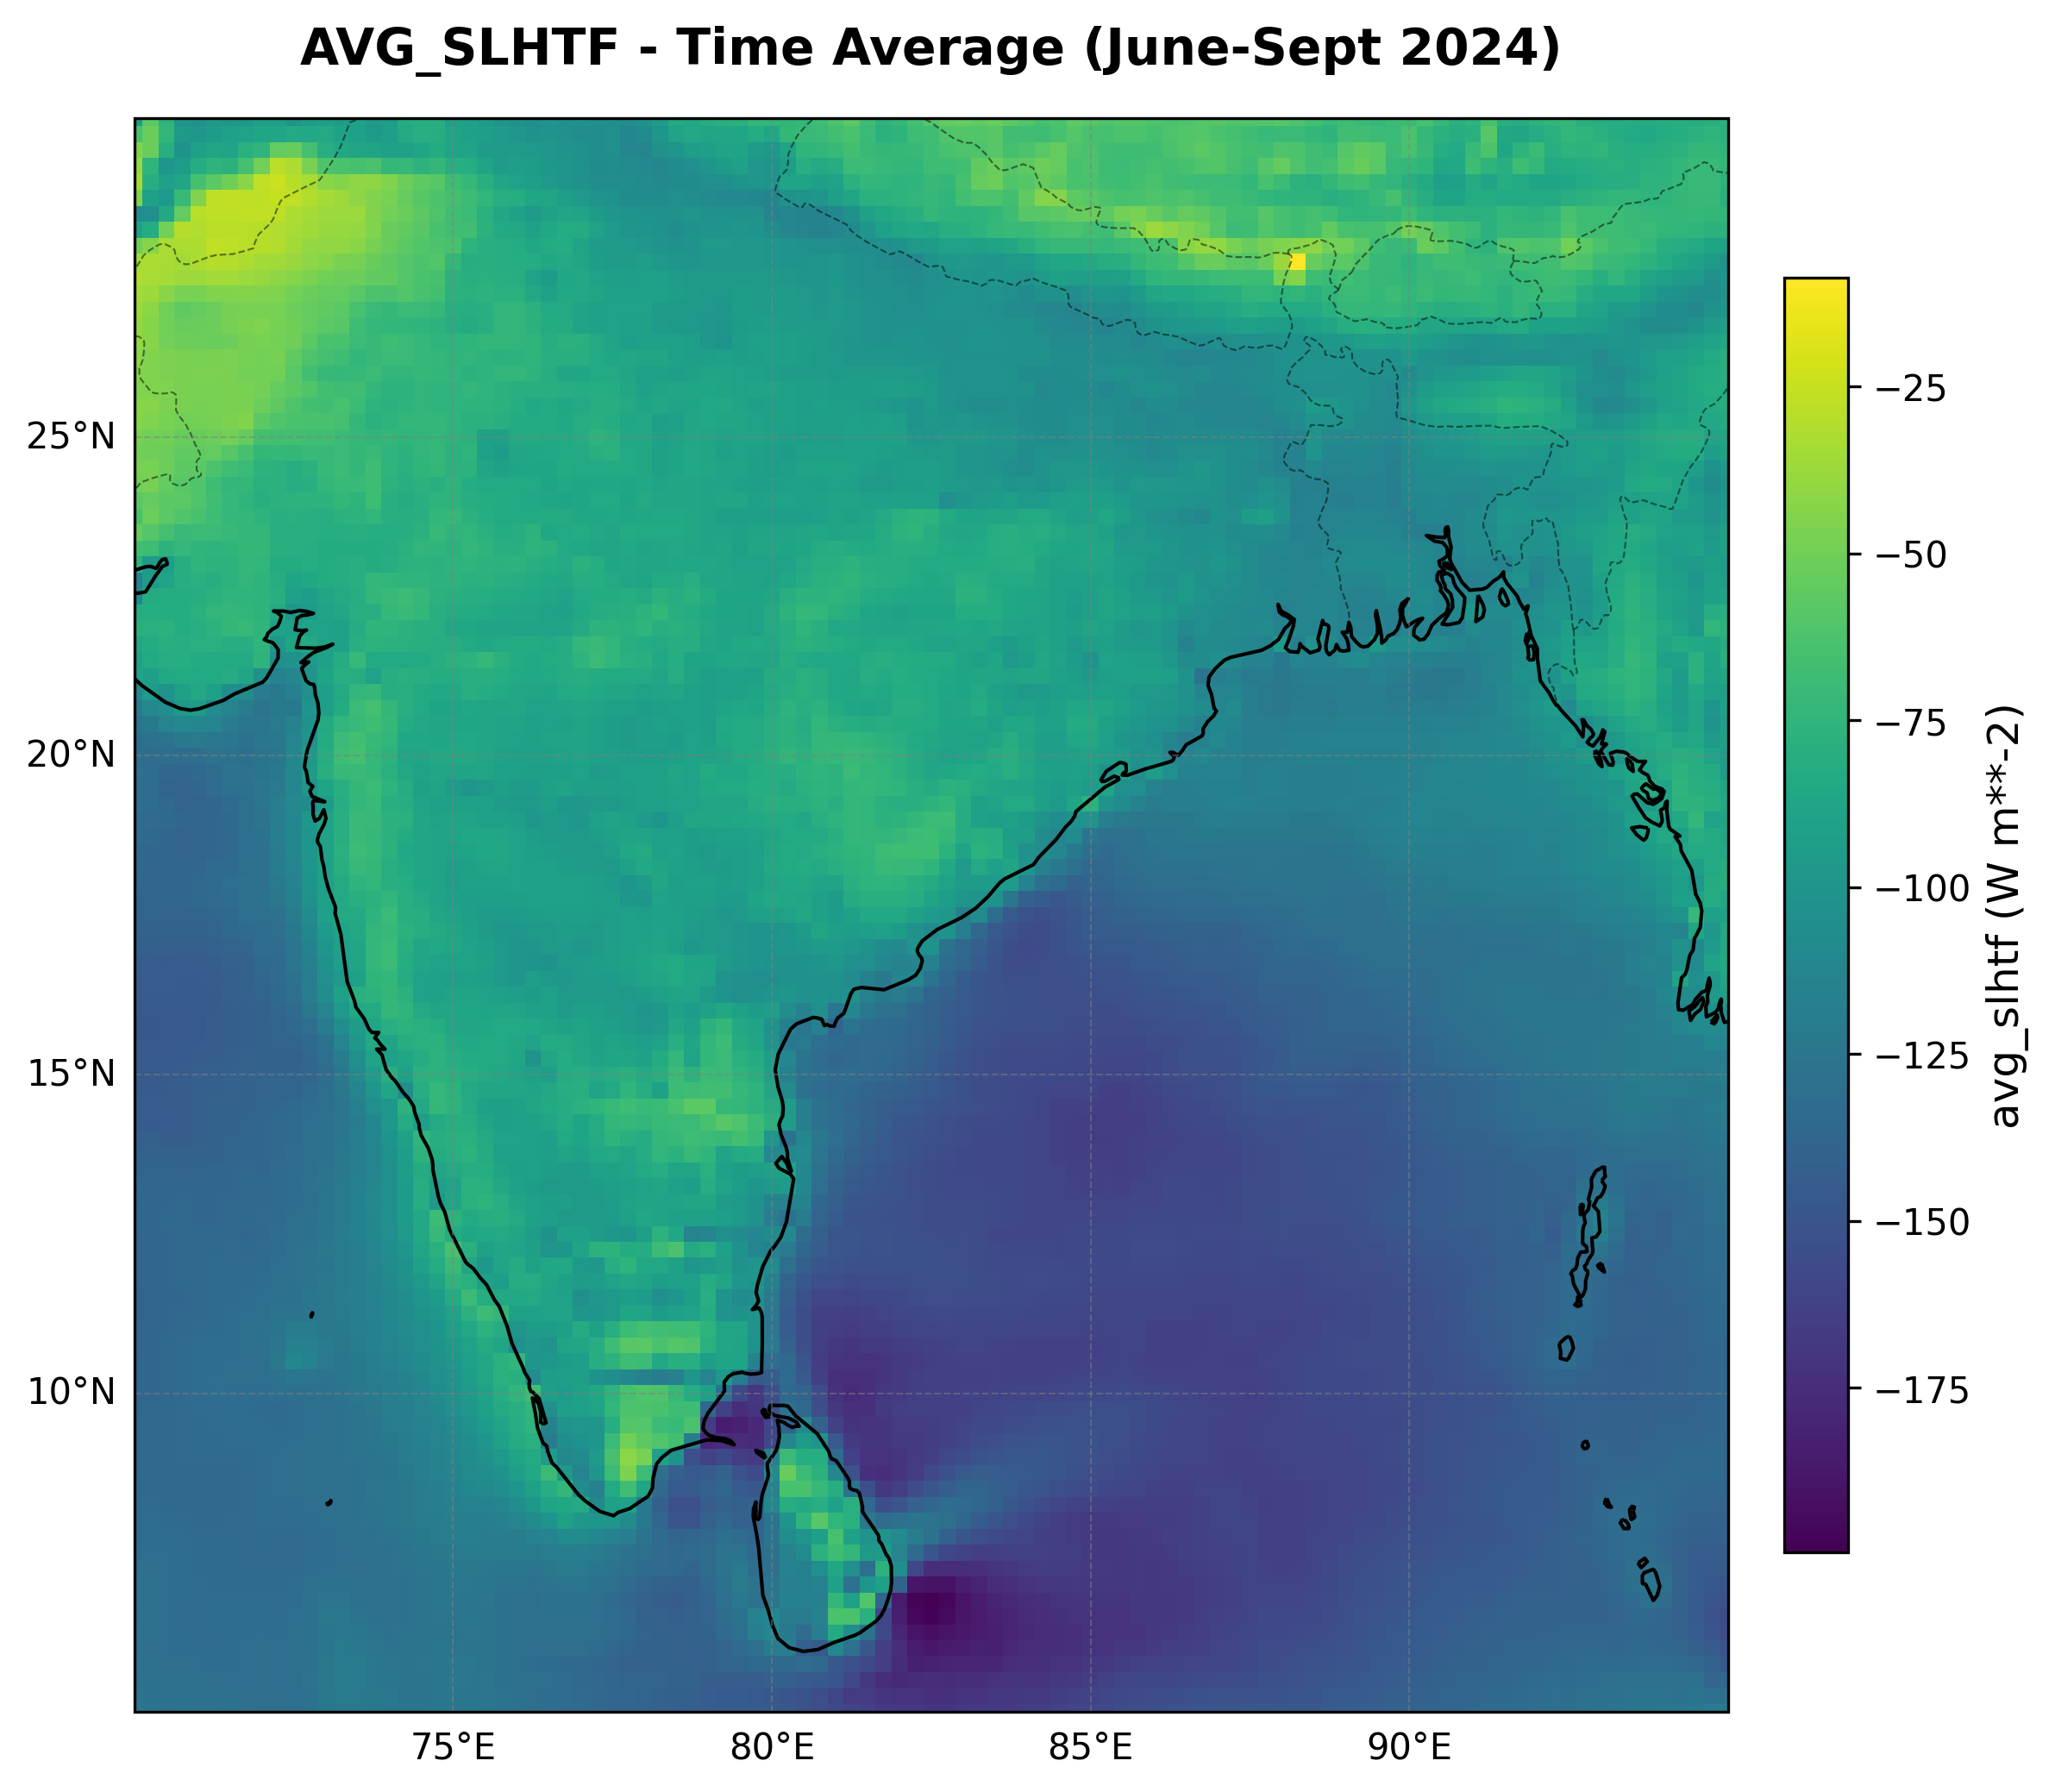 AVG_SLHTF - Time Average (June-Sept 2024)
25°N
20°N
15°N
10°N
75°E
80°E
85°E
90°E
−25
−50
−75
−100
−125
−150
−175
avg_slhtf (W m**-2)